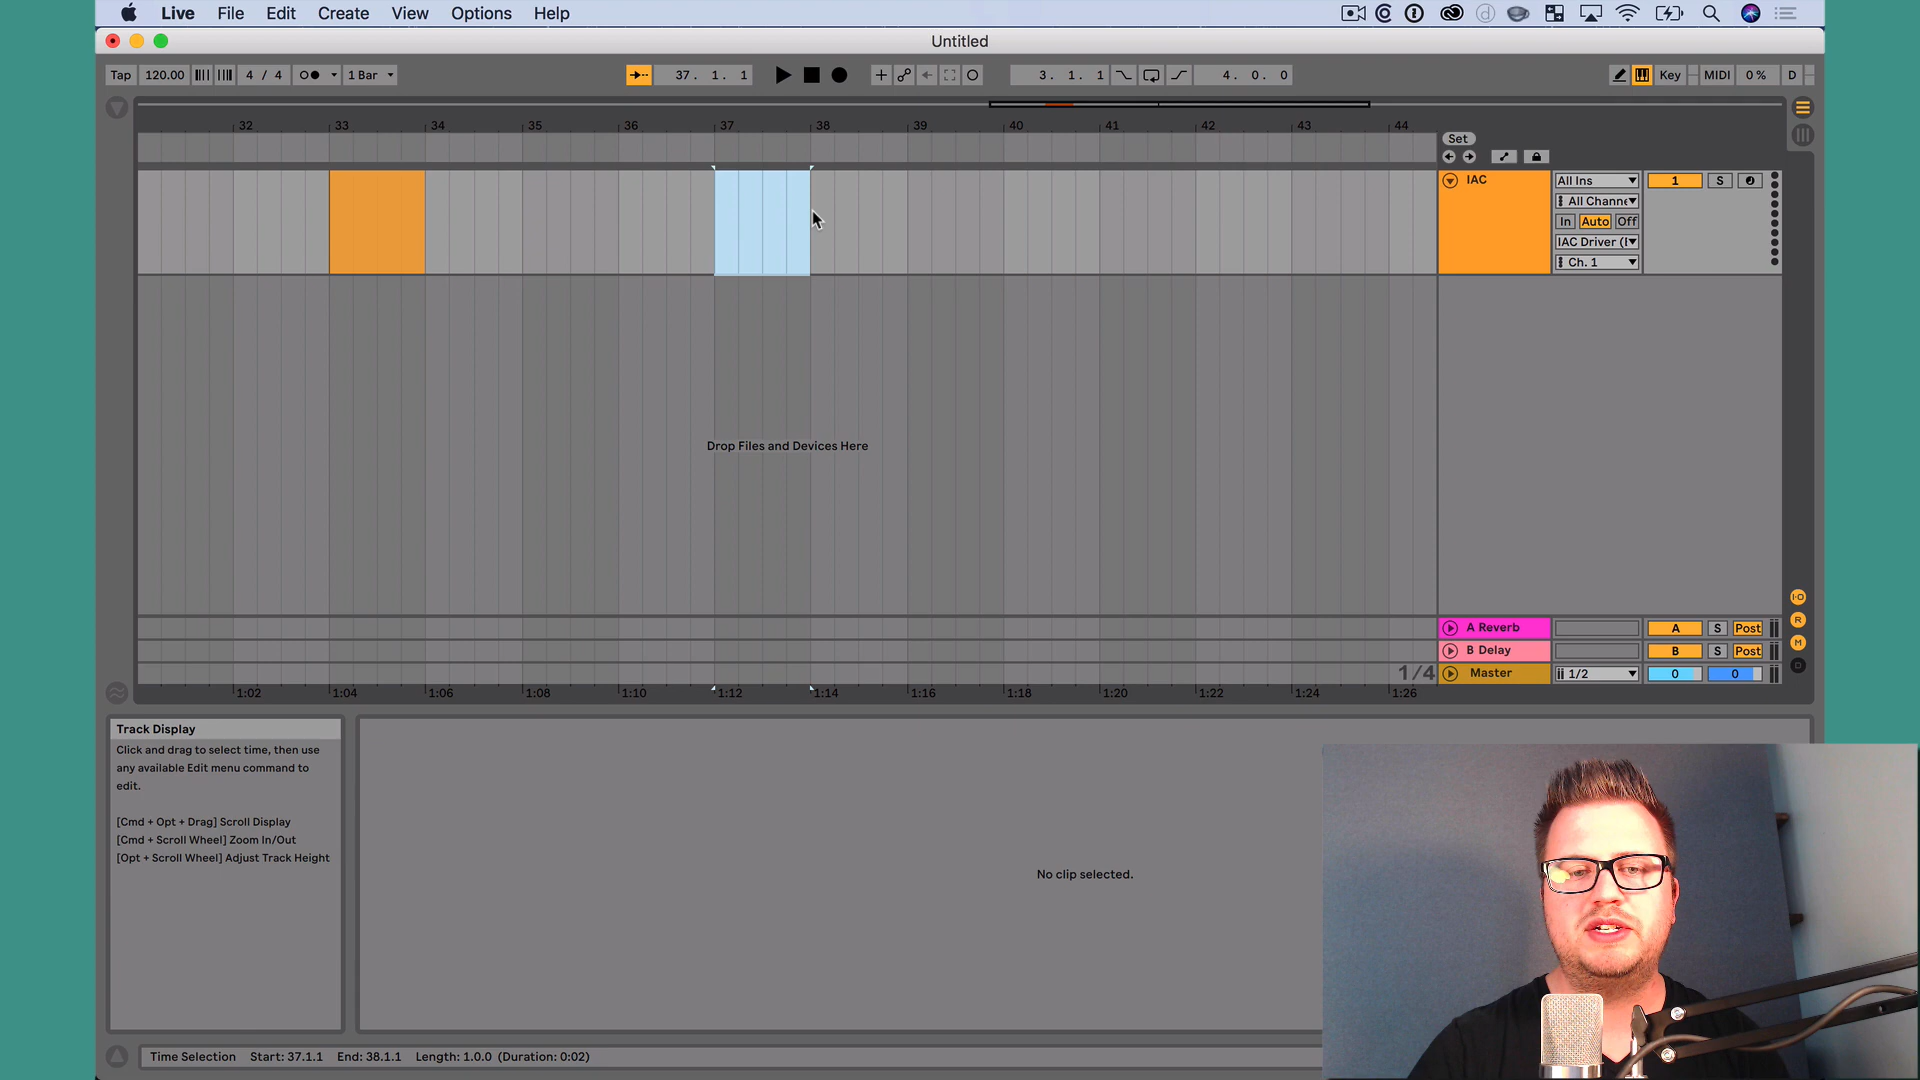 Live File Edit Create View Options Help
Untitled
Tap 120.00 4 / 4 1 Bar 37. 1. 1 3. 1. 1 4. 0. 0 Key MIDI 0 % D
32 33 34 35 36 37 38 39 40 41 42 43 44
Set
IAC All Ins 1 S
All Channe
In Auto Off
IAC Driver (I
Ch. 1
Drop Files and Devices Here
I·O
A Reverb A S Post R
B Delay B S Post M
1/4 Master 1/2 0 0 D
1:02 1:04 1:06 1:08 1:10 1:12 1:14 1:16 1:18 1:20 1:22 1:24 1:26
Track Display
Click and drag to select time, then use
any available Edit menu command to
edit.
[Cmd + Opt + Drag] Scroll Display
[Cmd + Scroll Wheel] Zoom In/Out
[Opt + Scroll Wheel] Adjust Track Height
No clip selected.
Time Selection Start: 37.1.1 End: 38.1.1 Length: 1.0.0 (Duration: 0:02)